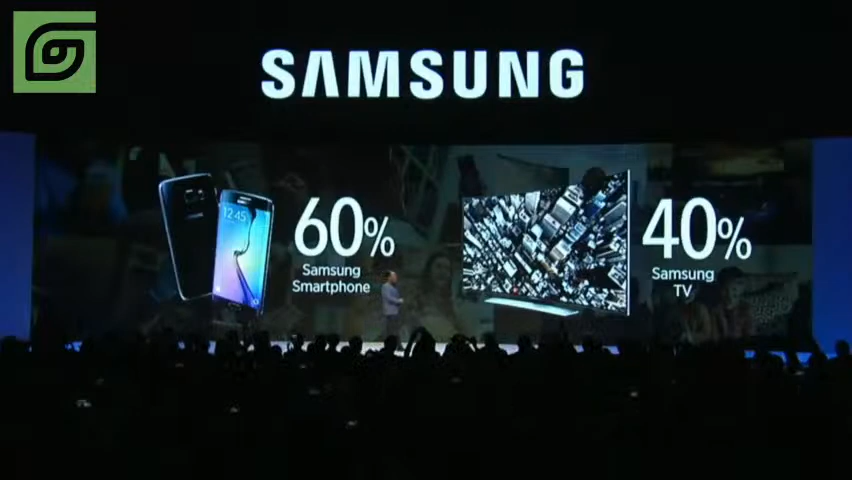 SAMSUNG
12:45
60%
Samsung
Smartphone
40%
Samsung
TV